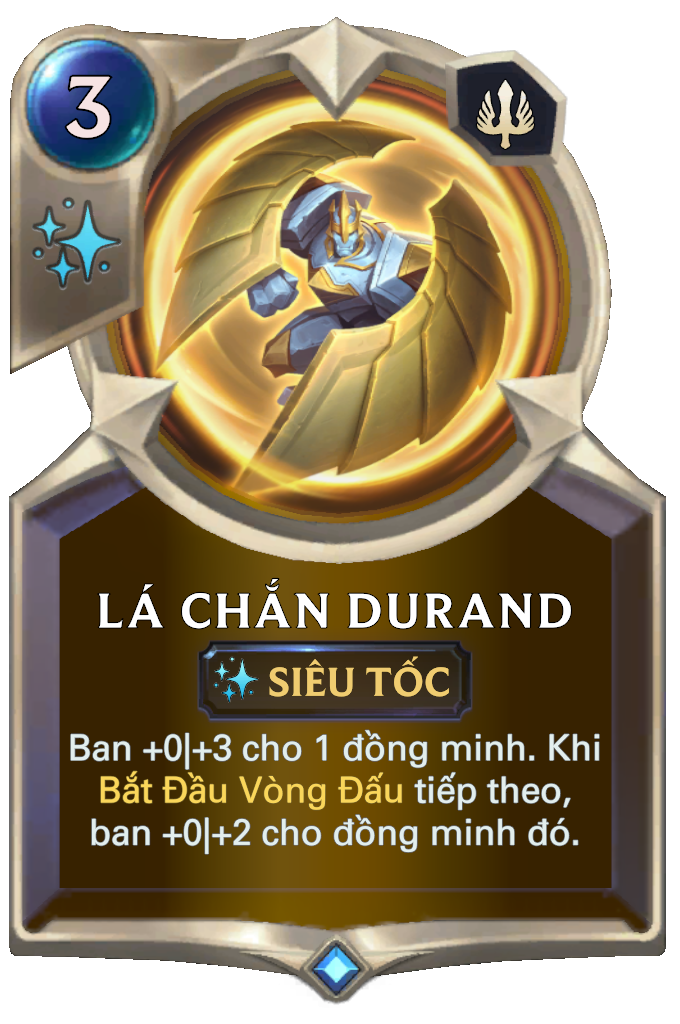 3
LÁ CHẮN DURAND
SIÊU TỐC
Ban +0|+3 cho 1 đồng minh. Khi
Bắt Đầu Vòng Đấu tiếp theo,
ban +0|+2 cho đồng minh đó.